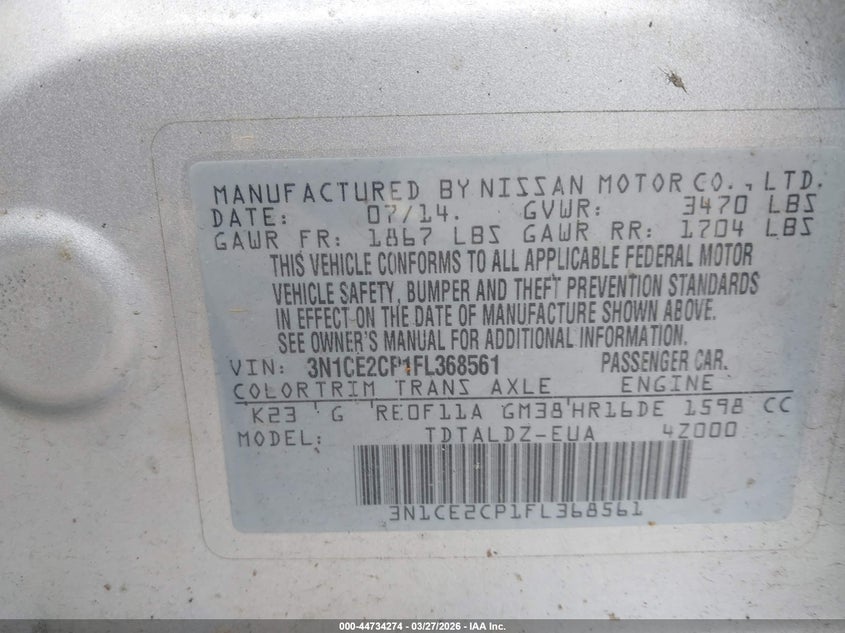 MANUFACTURED BY NISSAN MOTOR CO., LTD.
DATE: 07/14. GVWR: 3470 LBS
GAWR FR: 1867 LBS GAWR RR: 1704 LBS
THIS VEHICLE CONFORMS TO ALL APPLICABLE FEDERAL MOTOR
VEHICLE SAFETY, BUMPER AND THEFT PREVENTION STANDARDS
IN EFFECT ON THE DATE OF MANUFACTURE SHOWN ABOVE.
SEE OWNER'S MANUAL FOR ADDITIONAL INFORMATION.
VIN: 3N1CE2CP1FL368561 PASSENGER CAR.
COLOR TRIM TRANS AXLE ENGINE
K23 G RE0F11A GM38 HR16DE 1598 CC
MODEL: TDTALDZ-EUA 4Z000
3N1CE2CP1FL368561
000-44734274 | 03/27/2026 - IAA Inc.